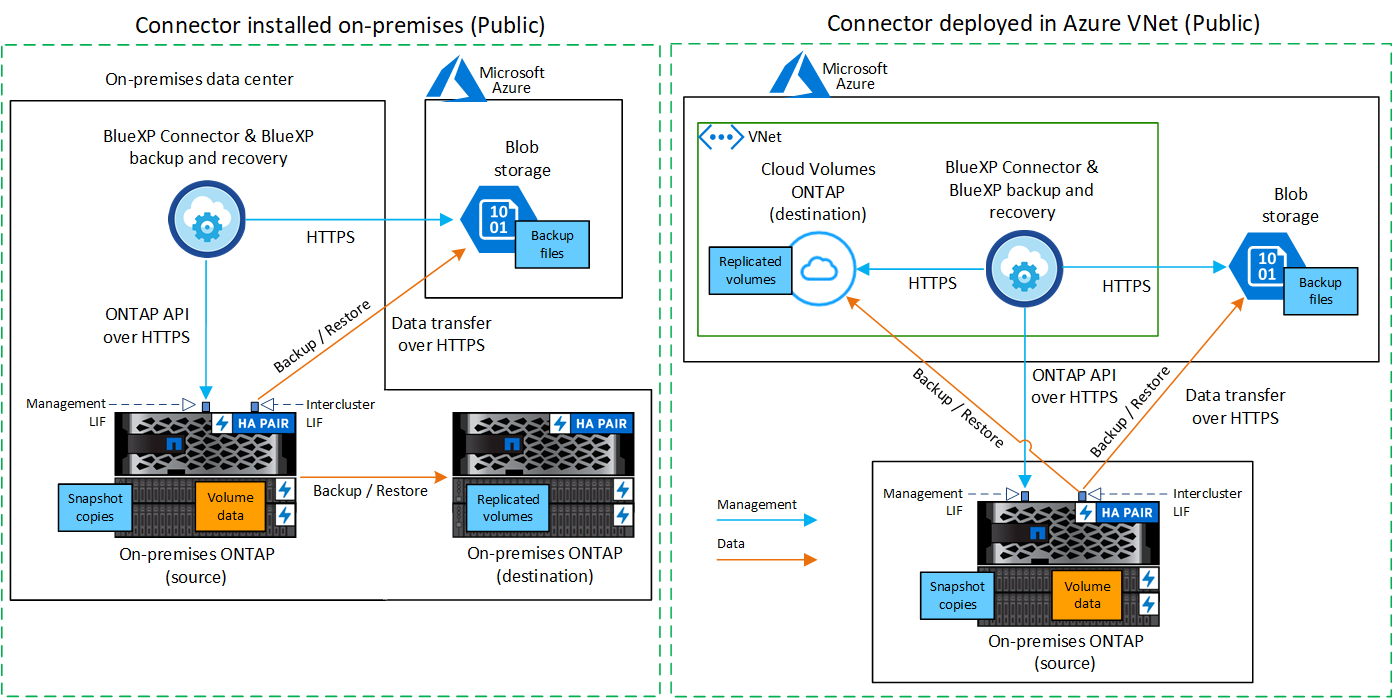 Connector installed on-premises (Public)
On-premises data center
Microsoft
Azure
BlueXP Connector & BlueXP
backup and recovery
Blob
storage
10
01
Backup
files
HTTPS
ONTAP API
over HTTPS
Backup / Restore
Data transfer
over HTTPS
Management
LIF
Intercluster
LIF
HA PAIR
HA PAIR
Snapshot
copies
Volume
data
Backup / Restore
Replicated
volumes
On-premises ONTAP
(source)
On-premises ONTAP
(destination)
Connector deployed in Azure VNet (Public)
Microsoft
Azure
VNet
Cloud Volumes
ONTAP
(destination)
BlueXP Connector &
BlueXP backup and
recovery
Blob
storage
Replicated
volumes
HTTPS
HTTPS
10
01
Backup
files
ONTAP API
over HTTPS
Backup / Restore
Backup / Restore
Data transfer
over HTTPS
Management
Data
Management
LIF
Intercluster
LIF
HA PAIR
Snapshot
copies
Volume
data
On-premises ONTAP
(source)